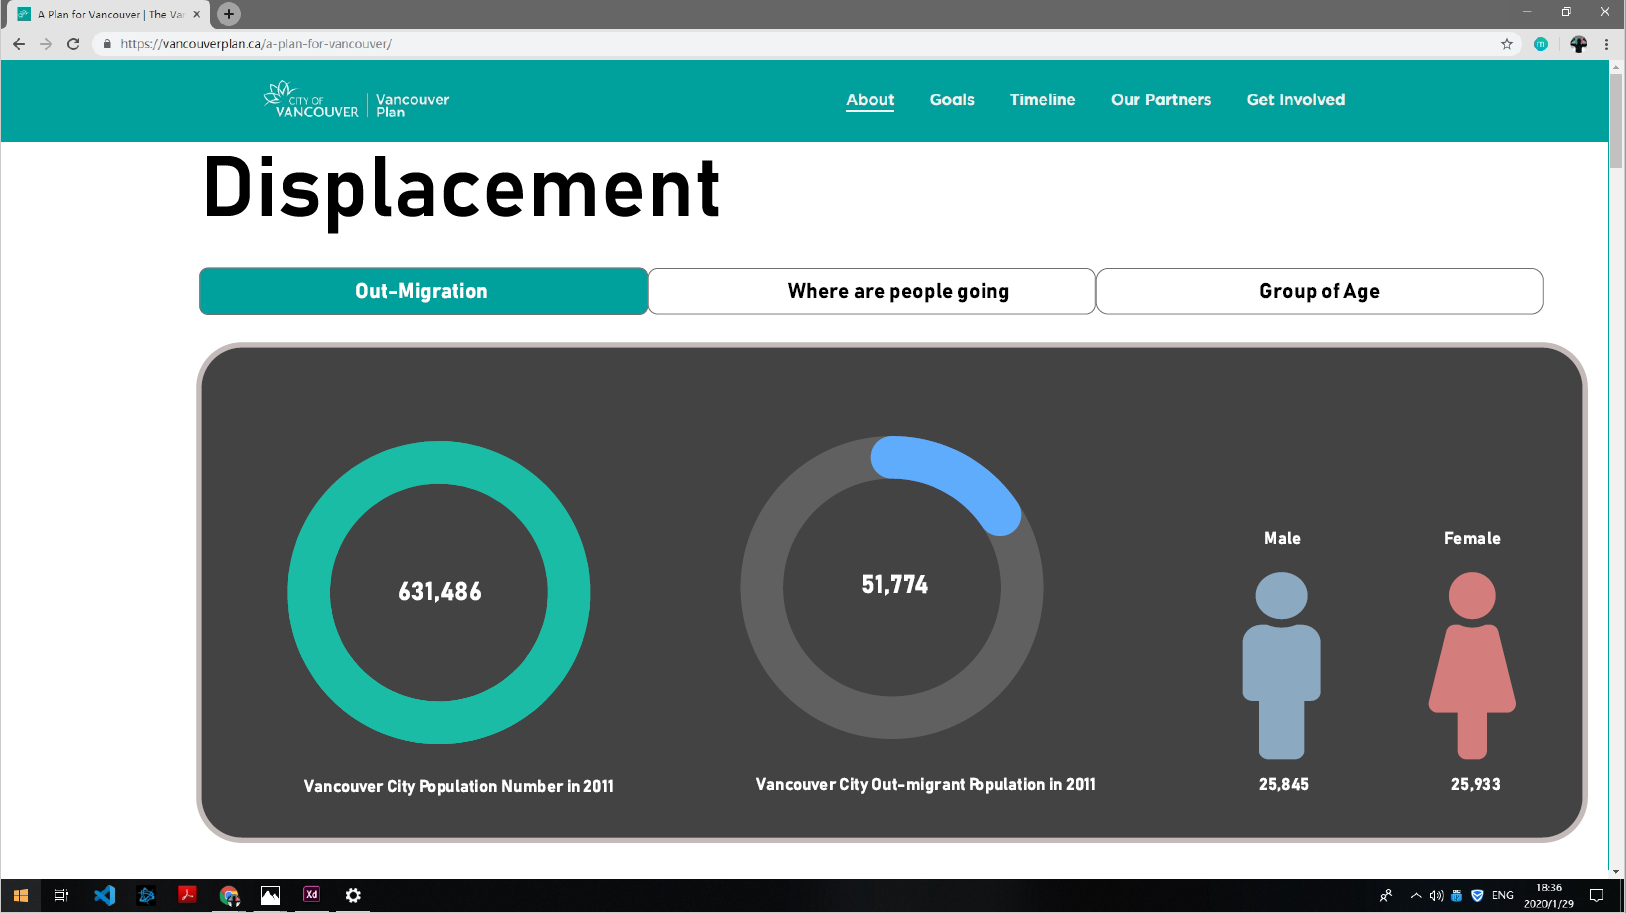 A Plan for Vancouver | The Van
https://vancouverplan.ca/a-plan-for-vancouver/
CITY OF
VANCOUVER
Vancouver
Plan
About
Goals
Timeline
Our Partners
Get Involved
Displacement
Out-Migration
Where are people going
Group of Age
631,486
Vancouver City Population Number in 2011
51,774
Vancouver City Out-migrant Population in 2011
Male
25,845
Female
25,933
Xd
ENG
18:36
2020/1/29